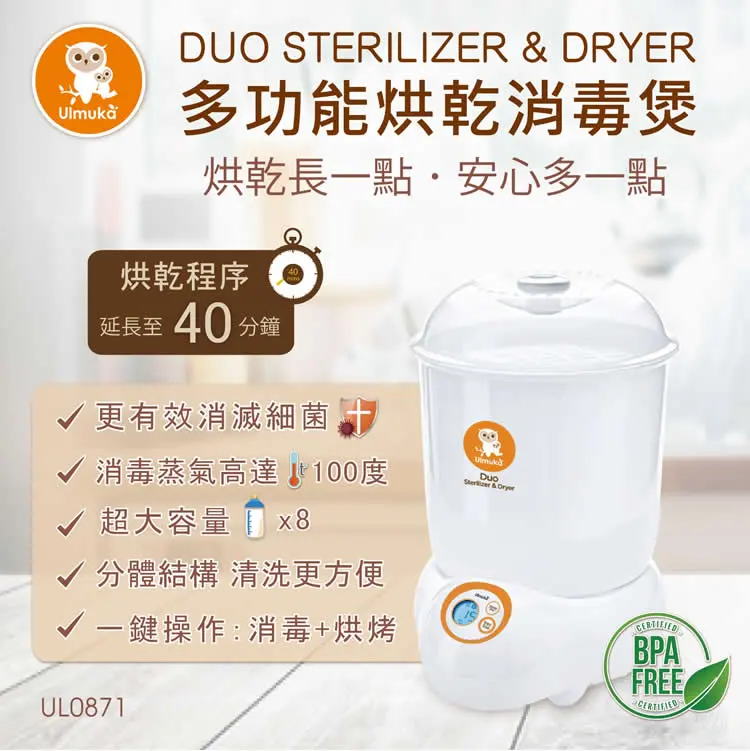 Ulmuka
DUO STERILIZER & DRYER
多功能烘乾消毒煲
烘乾長一點・安心多一點
烘乾程序
40
mins
延長至 40 分鐘
更有效消滅細菌
消毒蒸氣高達 100度
超大容量 x8
分體結構 清洗更方便
一鍵操作:消毒+烘烤
Ulmuka
Duo
Sterilizer & Dryer
ulmuka
CERTIFIED
BPA
FREE
CERTIFIED
UL0871